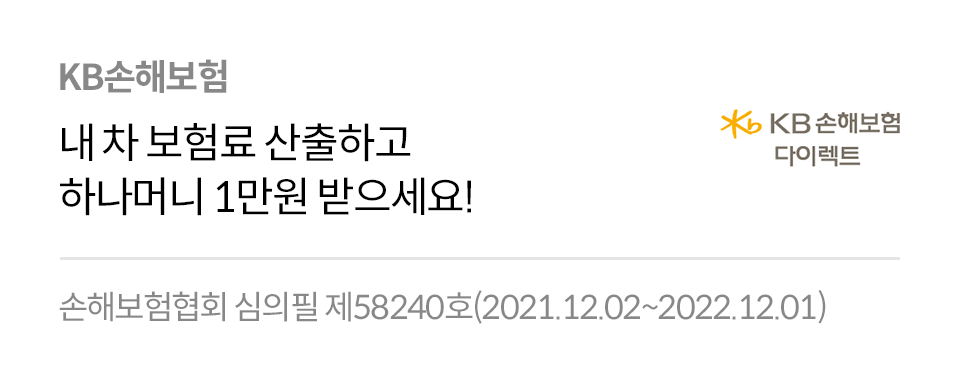 KB손해보험
내 차 보험료 산출하고
하나머니 1만원 받으세요!
KB 손해보험
다이렉트
손해보험협회 심의필 제58240호(2021.12.02~2022.12.01)